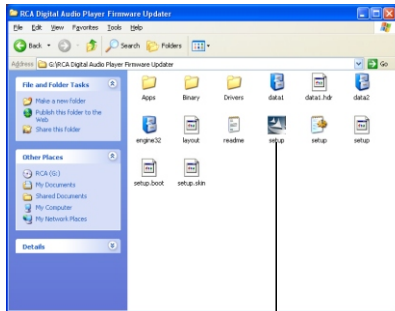 RCA Digital Audio Player Firmware Updater
File Edit View Favorites Tools Help
Back Search Folders
Address G:\RCA Digital Audio Player Firmware Updater Go
File and Folder Tasks
Make a new folder
Publish this folder to the
Web
Share this folder
Other Places
RCA (G:)
My Documents
Shared Documents
My Computer
My Network Places
Details
Apps Binary Drivers data1 data1.hdr data2
engine32 layout readme setup setup setup
setup.boot setup.skin